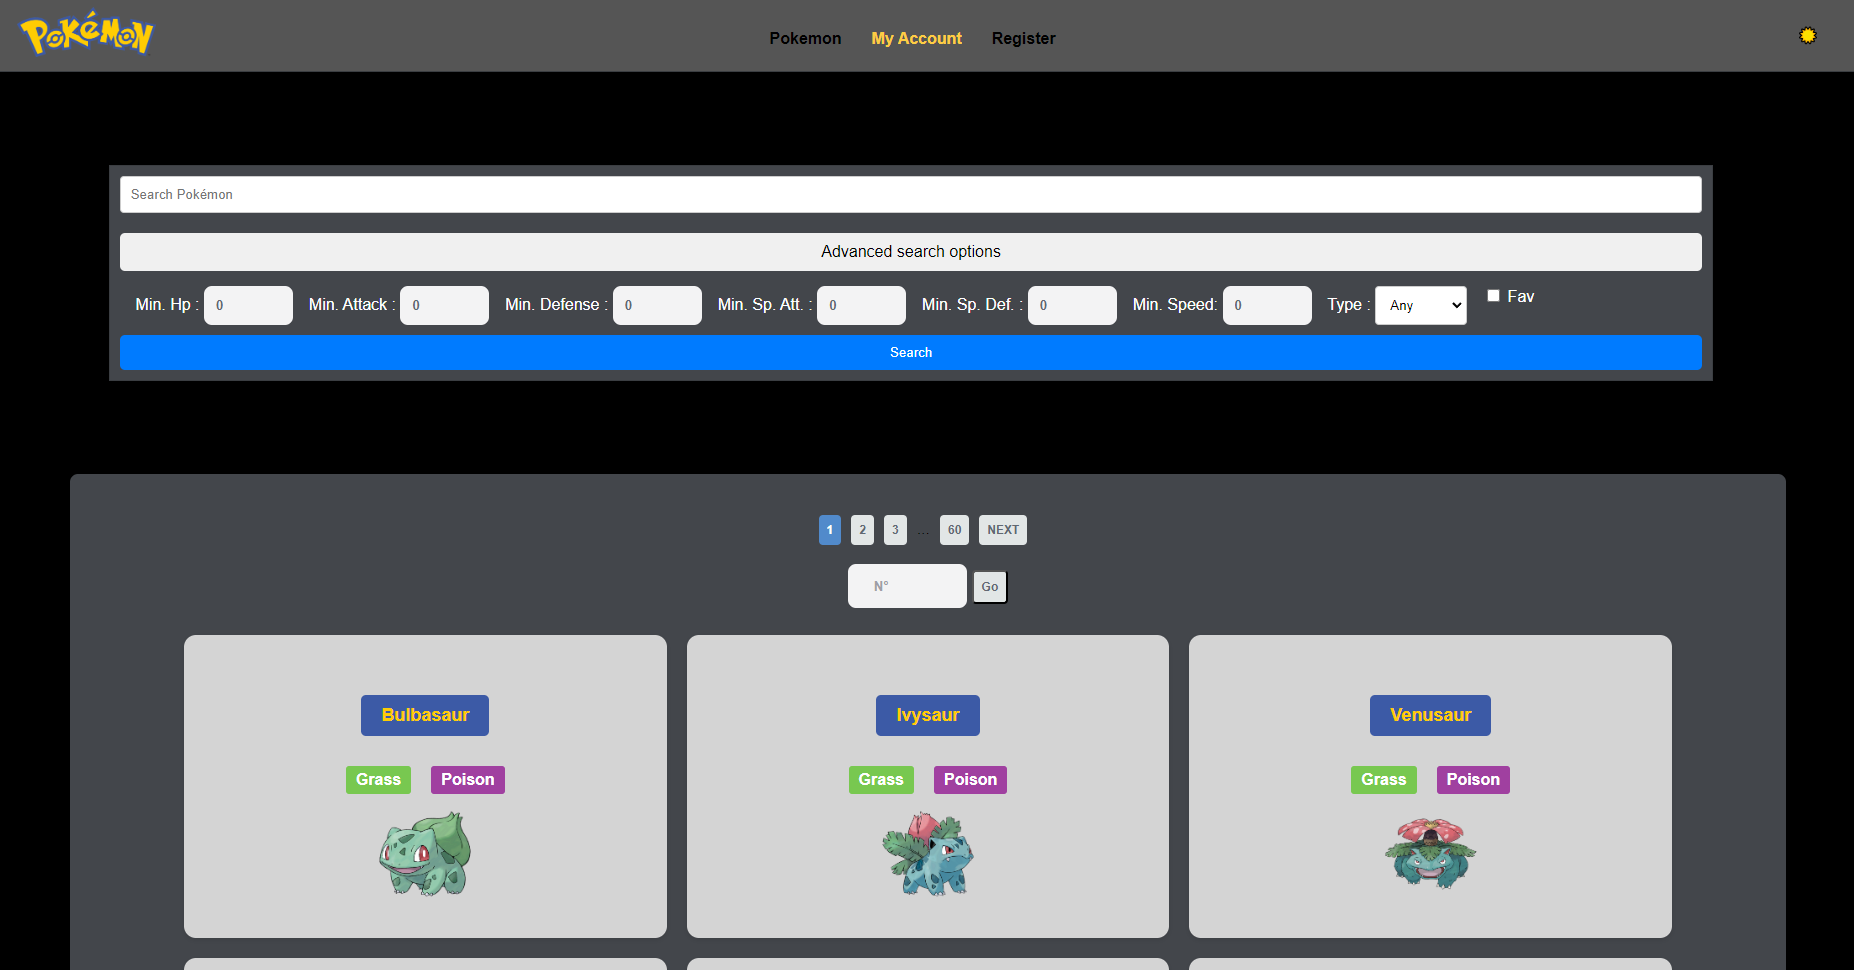 POKéMON
Pokemon My Account Register
Search Pokémon
Advanced search options
Min. Hp : 0 Min. Attack : 0 Min. Defense : 0 Min. Sp. Att. : 0 Min. Sp. Def. : 0 Min. Speed: 0 Type : Any Fav
Search
1 2 3 ... 60 NEXT
N° Go
Bulbasaur Ivysaur Venusaur
Grass Poison Grass Poison Grass Poison